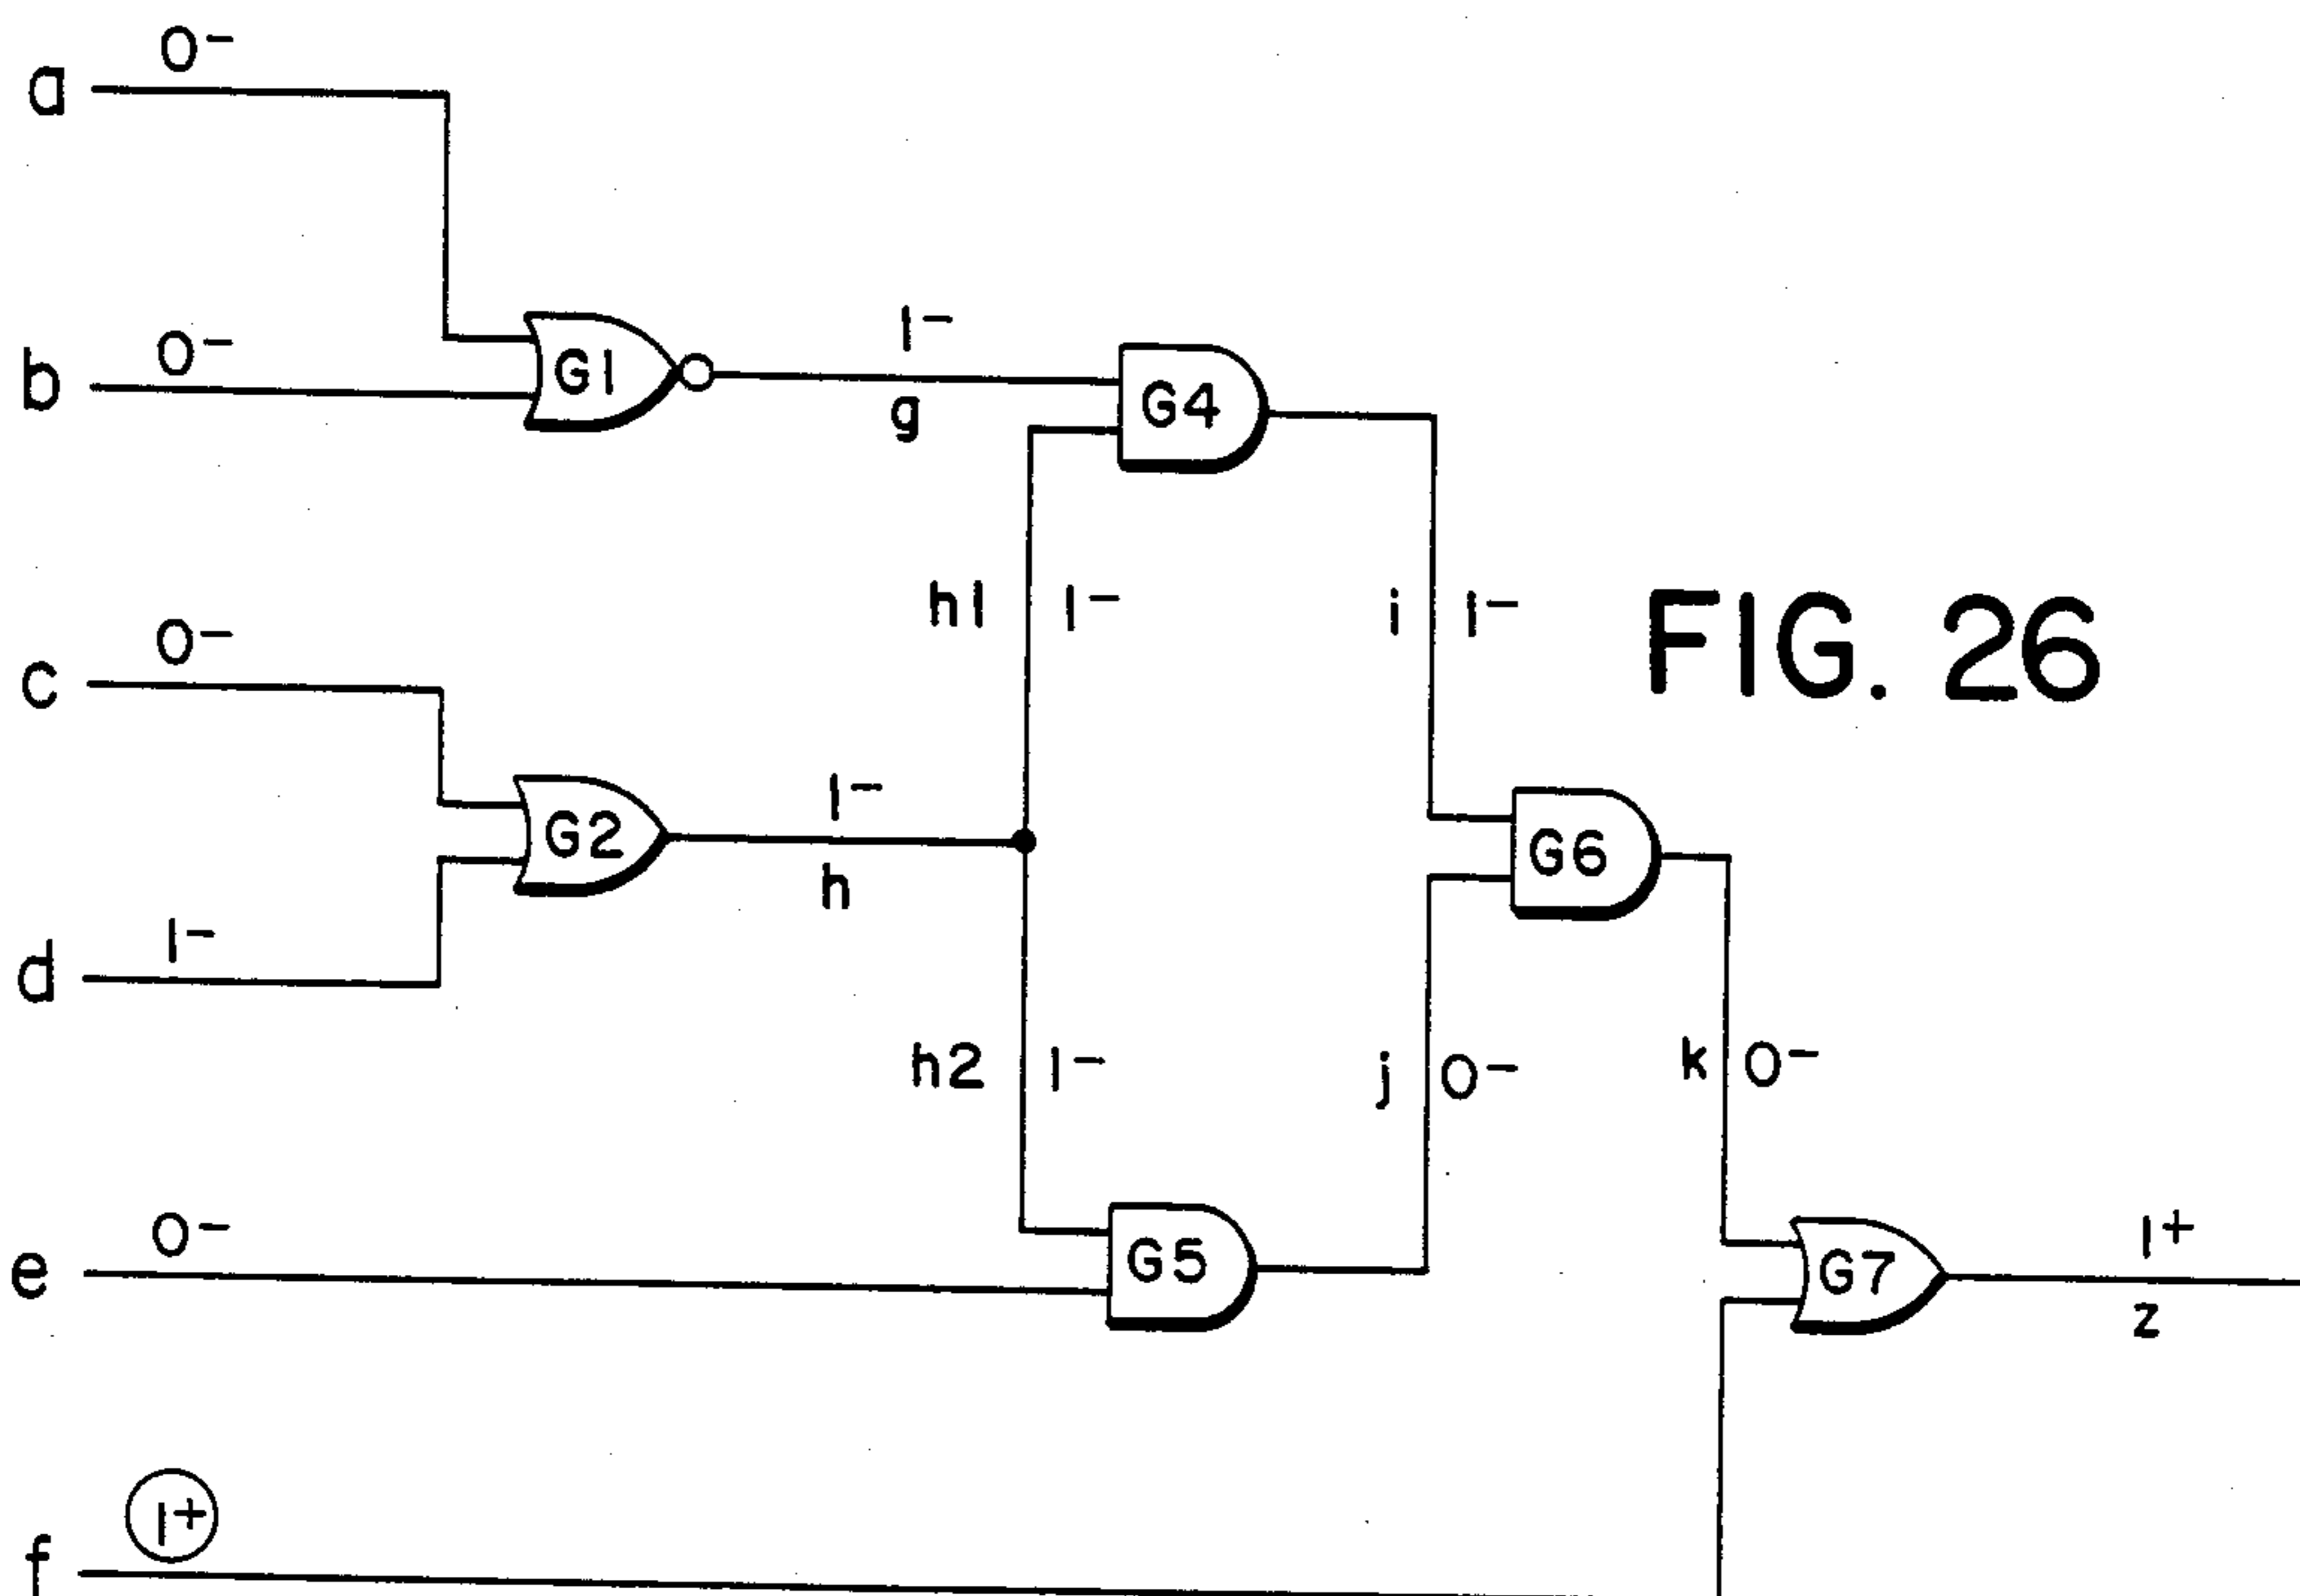 a 0-
b 0-
G1
1-
g
G4
c 0-
d 1-
G2
1-
h
h1 1-
i 1-
FIG. 26
G6
h2 1-
j 0-
k 0-
e 0-
G5
G7
1+
z
f 1+